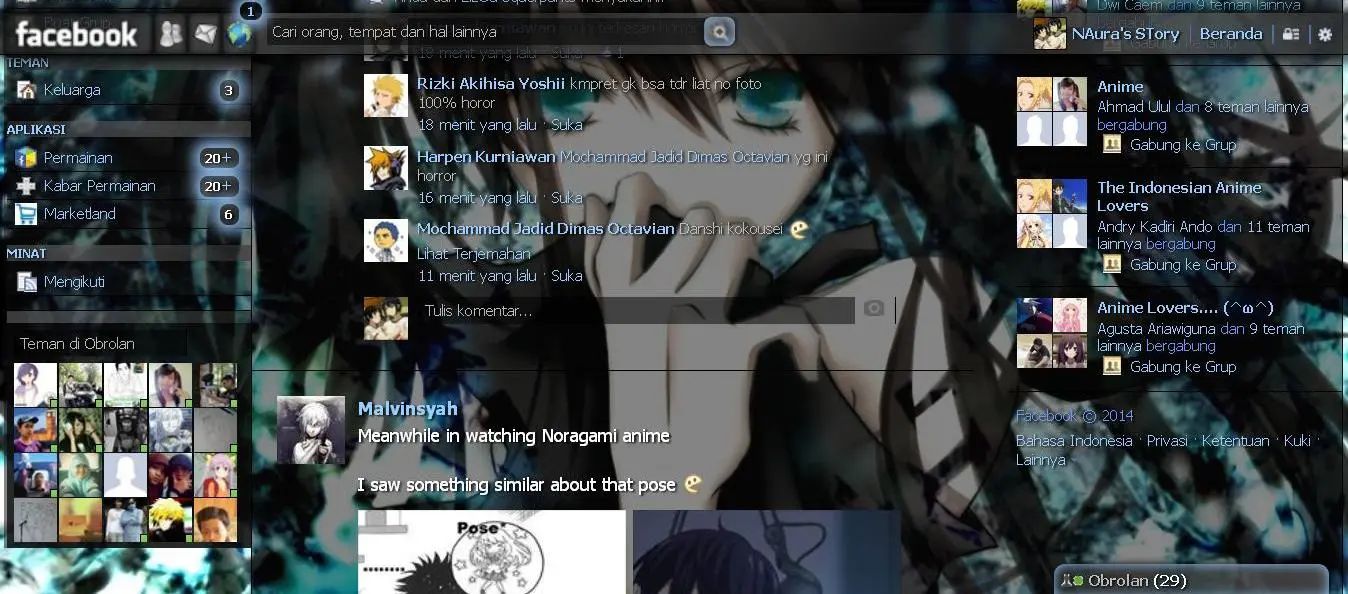 facebook
1
Cari orang, tempat dan hal lainnya
NAura's STory
Beranda
TEMAN
Keluarga
3
APLIKASI
Permainan
20+
Kabar Permainan
20+
Marketland
6
MINAT
Mengikuti
Teman di Obrolan
18 menit yang lalu · Suka · 1
Rizki Akihisa Yoshii kmpret gk bsa tdr liat no foto
100% horor
18 menit yang lalu · Suka
Harpen Kurniawan Mochammad Jadid Dimas Octavian yg ini
horror
16 menit yang lalu · Suka
Mochammad Jadid Dimas Octavian Danshi kokousei
Lihat Terjemahan
11 menit yang lalu · Suka
Tulis komentar...
Malvinsyah
Meanwhile in watching Noragami anime
I saw something similar about that pose
Pose*
Dwi Caem dan 9 teman lainnya
bergabung
Gabung ke Grup
Anime
Ahmad Ulul dan 8 teman lainnya
bergabung
Gabung ke Grup
The Indonesian Anime
Lovers
Andry Kadiri Ando dan 11 teman
lainnya bergabung
Gabung ke Grup
Anime Lovers.... (^ω^)
Agusta Ariawiguna dan 9 teman
lainnya bergabung
Gabung ke Grup
Facebook © 2014
Bahasa Indonesia · Privasi · Ketentuan · Kuki ·
Lainnya
Obrolan (29)